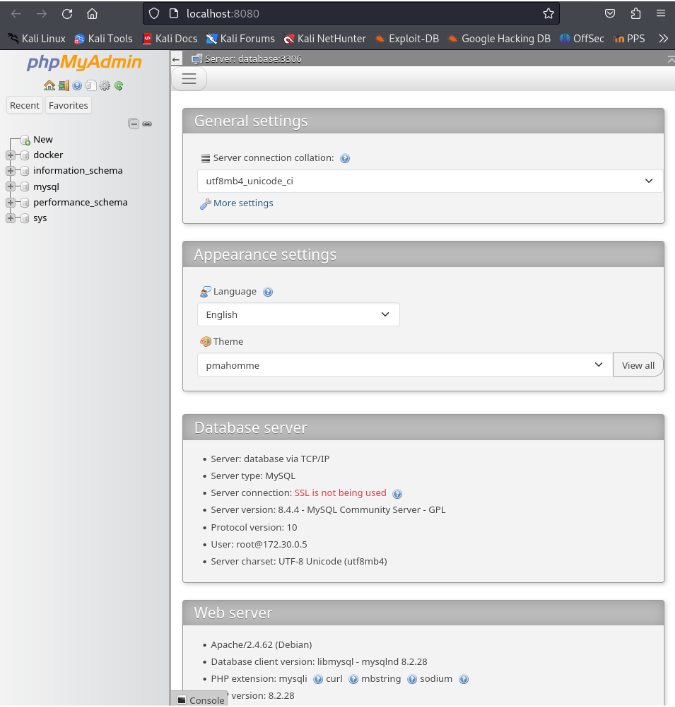 localhost:8080
Kali Linux Kali Tools Kali Docs Kali Forums Kali NetHunter Exploit-DB Google Hacking DB OffSec PPS
phpMyAdmin
Recent Favorites
New
docker
information_schema
mysql
performance_schema
sys
Server: database:3306
General settings
Server connection collation:
utf8mb4_unicode_ci
More settings
Appearance settings
Language
English
Theme
pmahomme
View all
Database server
• Server: database via TCP/IP
• Server type: MySQL
• Server connection: SSL is not being used
• Server version: 8.4.4 - MySQL Community Server - GPL
• Protocol version: 10
• User: root@172.30.0.5
• Server charset: UTF-8 Unicode (utf8mb4)
Web server
• Apache/2.4.62 (Debian)
• Database client version: libmysql - mysqlnd 8.2.28
• PHP extension: mysqli curl mbstring sodium
version: 8.2.28
Console